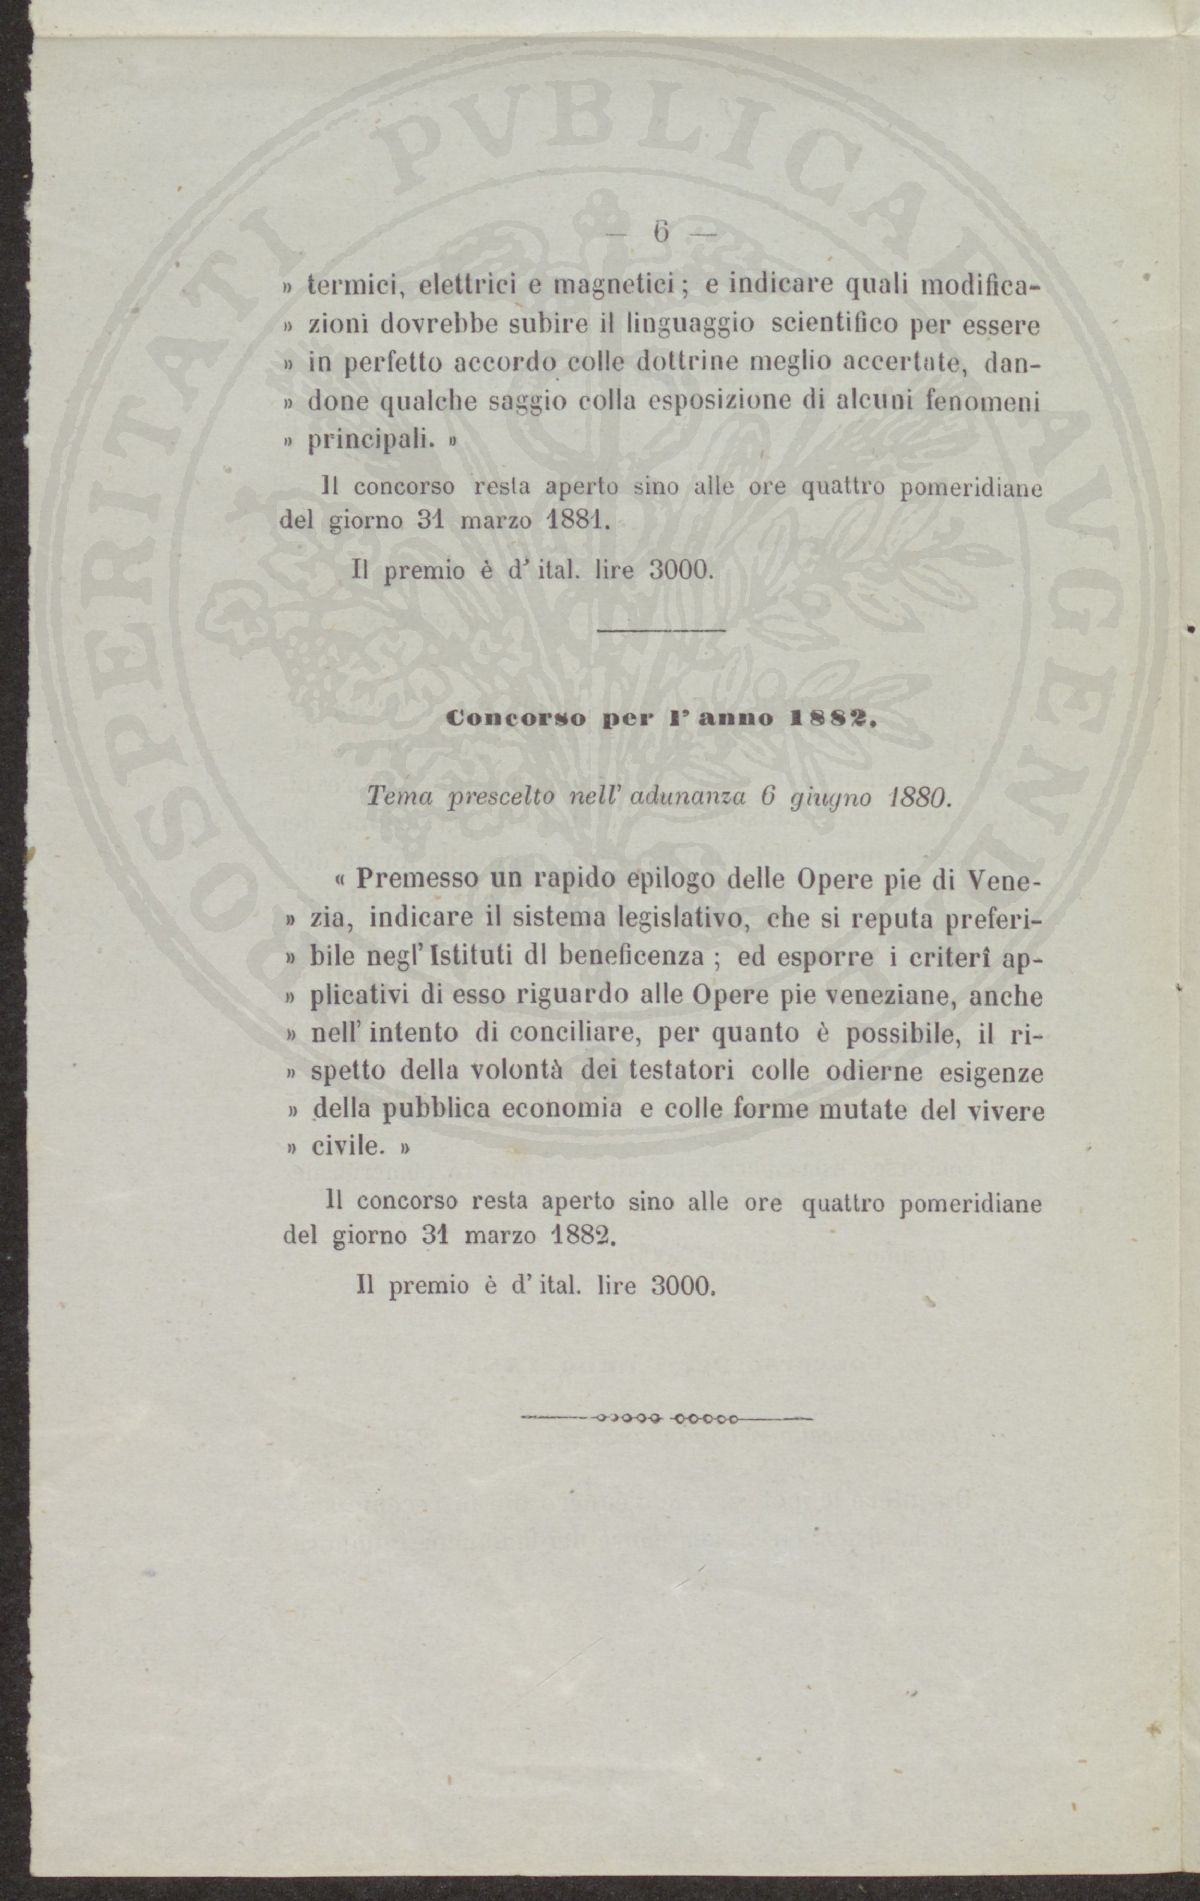 PROSPERITATI PUBLICAE AVGENDAE
— 6 —
» termici, elettrici e magnetici ; e indicare quali modifica-
» zioni dovrebbe subire il linguaggio scientifico per essere
» in perfetto accordo colle dottrine meglio accertate, dan-
» done qualche saggio colla esposizione di alcuni fenomeni
» principali. »
Il concorso resta aperto sino alle ore quattro pomeridiane
del giorno 31 marzo 1881.
Il premio è d' ital. lire 3000.
Concorso per l' anno 1882.
Tema prescelto nell' adunanza 6 giugno 1880.
« Premesso un rapido epilogo delle Opere pie di Vene-
» zia, indicare il sistema legislativo, che si reputa preferi-
» bile negl' Istituti dl beneficenza ; ed esporre i criterî ap-
» plicativi di esso riguardo alle Opere pie veneziane, anche
» nell' intento di conciliare, per quanto è possibile, il ri-
» spetto della volontà dei testatori colle odierne esigenze
» della pubblica economia e colle forme mutate del vivere
» civile. »
Il concorso resta aperto sino alle ore quattro pomeridiane
del giorno 31 marzo 1882.
Il premio è d' ital. lire 3000.